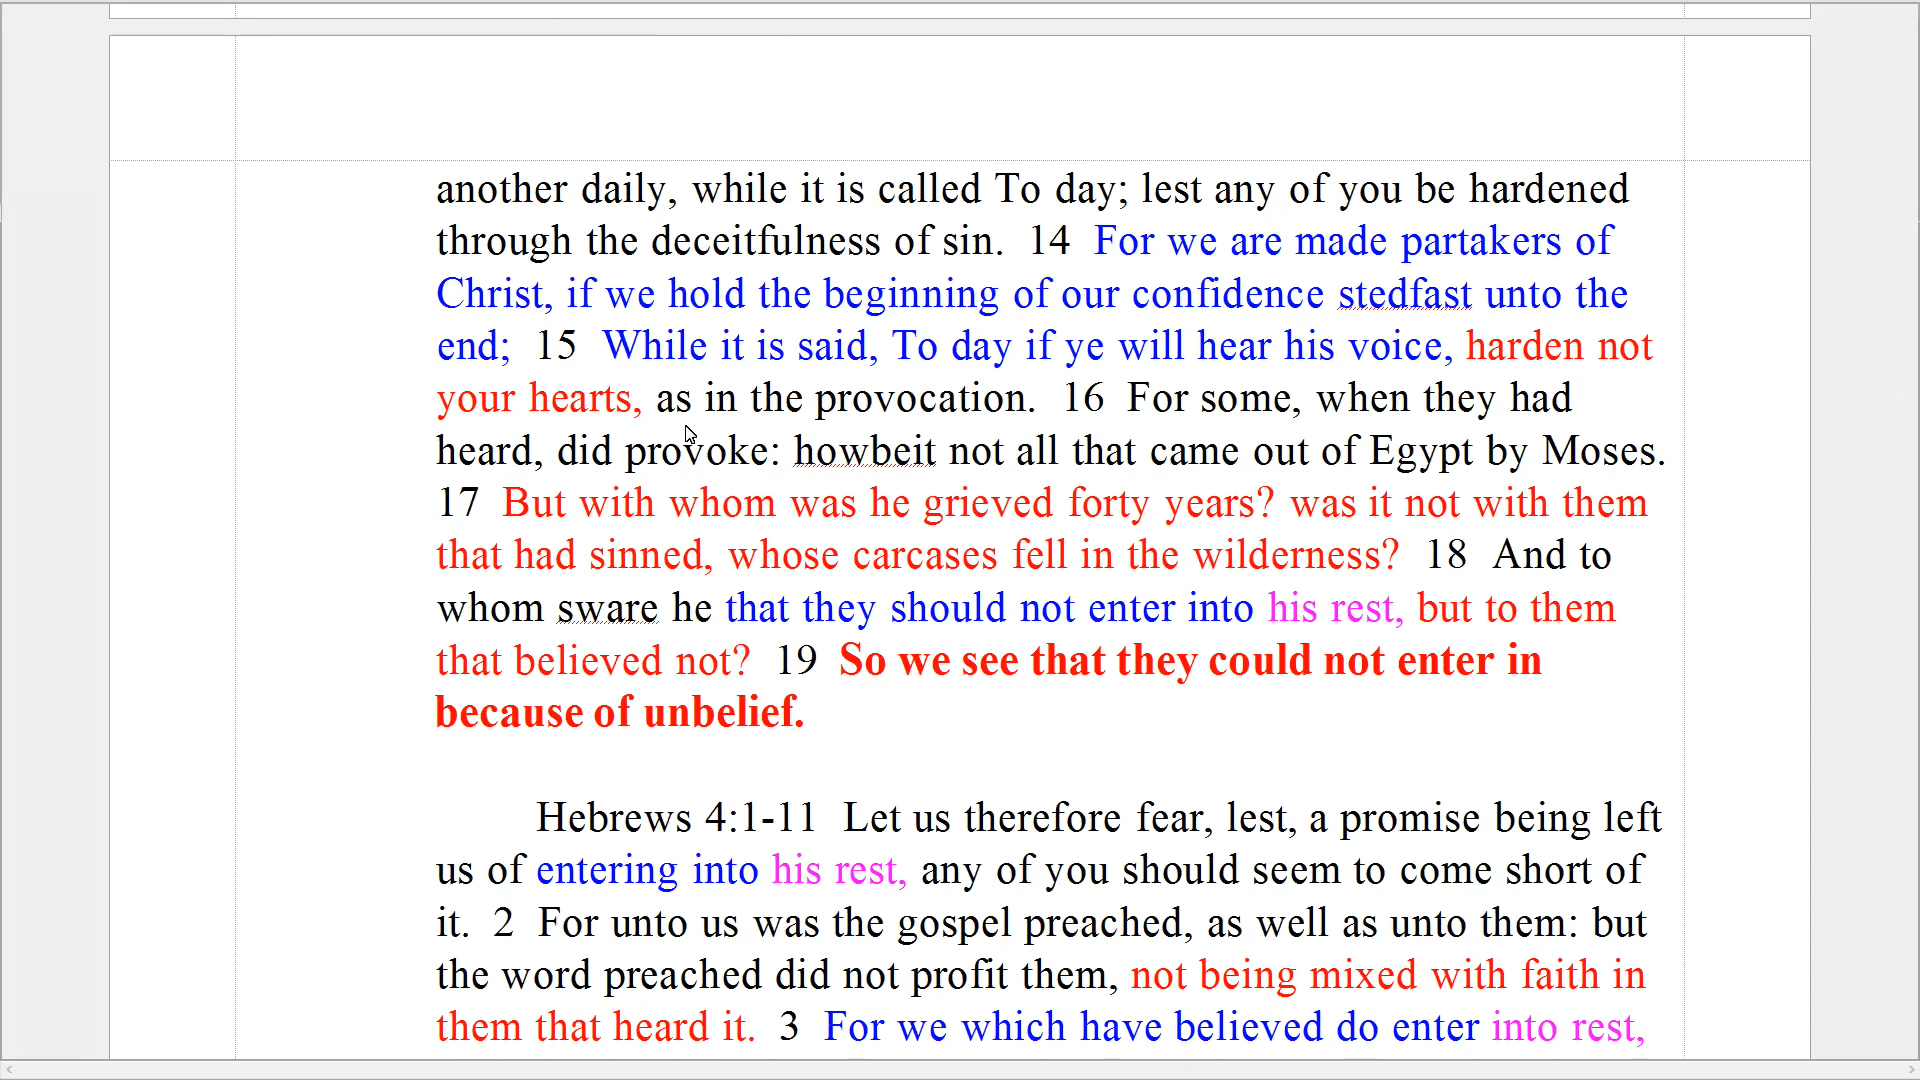 another daily, while it is called To day; lest any of you be hardened
through the deceitfulness of sin.  14  For we are made partakers of
Christ, if we hold the beginning of our confidence stedfast unto the
end;  15  While it is said, To day if ye will hear his voice, harden not
your hearts, as in the provocation.  16  For some, when they had
heard, did provoke: howbeit not all that came out of Egypt by Moses.
17  But with whom was he grieved forty years? was it not with them
that had sinned, whose carcases fell in the wilderness?  18  And to
whom sware he that they should not enter into his rest, but to them
that believed not?  19  So we see that they could not enter in
because of unbelief.
Hebrews 4:1-11  Let us therefore fear, lest, a promise being left
us of entering into his rest, any of you should seem to come short of
it.  2  For unto us was the gospel preached, as well as unto them: but
the word preached did not profit them, not being mixed with faith in
them that heard it.  3  For we which have believed do enter into rest,